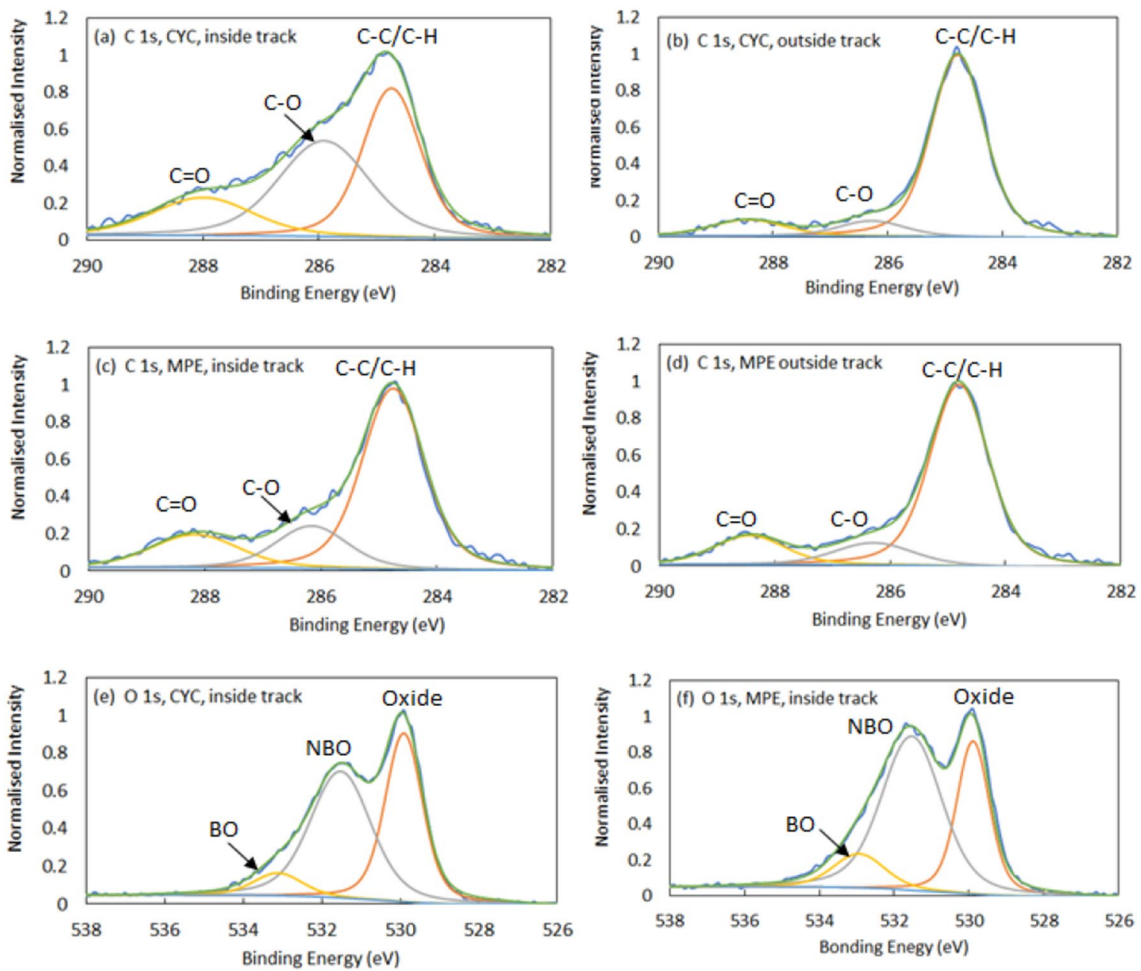 (a) C 1s, CYC, inside track
C-C/C-H
C-O
C=O
Normalised Intensity
1.2
1
0.8
0.6
0.4
0.2
0
290 288 286 284 282
Binding Energy (eV)
(b) C 1s, CYC, outside track
C-C/C-H
C=O
C-O
Normalised Intensity
1.2
1
0.8
0.6
0.4
0.2
0
290 288 286 284 282
Binding Energy (eV)
(c) C 1s, MPE, inside track
C-C/C-H
C-O
C=O
Normalised Intensity
1.2
1
0.8
0.6
0.4
0.2
0
290 288 286 284 282
Binding Energy (eV)
(d) C 1s, MPE outside track
C-C/C-H
C=O
C-O
Normalised Intensity
1.2
1
0.8
0.6
0.4
0.2
0
290 288 286 284 282
Binding Energy (eV)
(e) O 1s, CYC, inside track
Oxide
NBO
BO
Normalised Intensity
1.2
1
0.8
0.6
0.4
0.2
0
538 536 533 531 529 526
Binding Energy (eV)
(f) O 1s, MPE, inside track
Oxide
NBO
BO
Normalised Intensity
1.2
1
0.8
0.6
0.4
0.2
0
538 536 533 531 529 526
Bonding Enegy (eV)